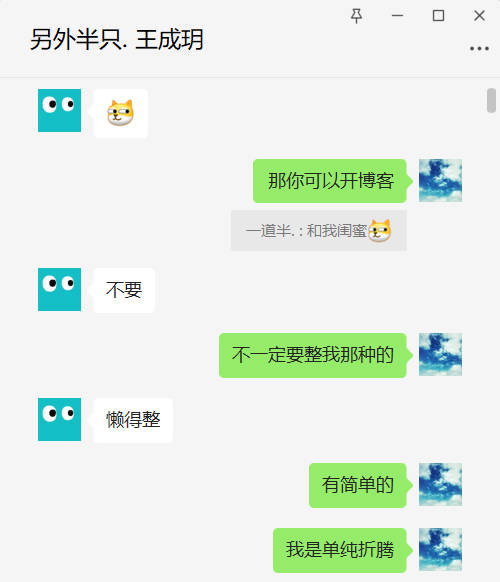 另外半只. 王成玥
那你可以开博客
一道半. : 和我闺蜜
不要
不一定要整我那种的
懒得整
有简单的
我是单纯折腾